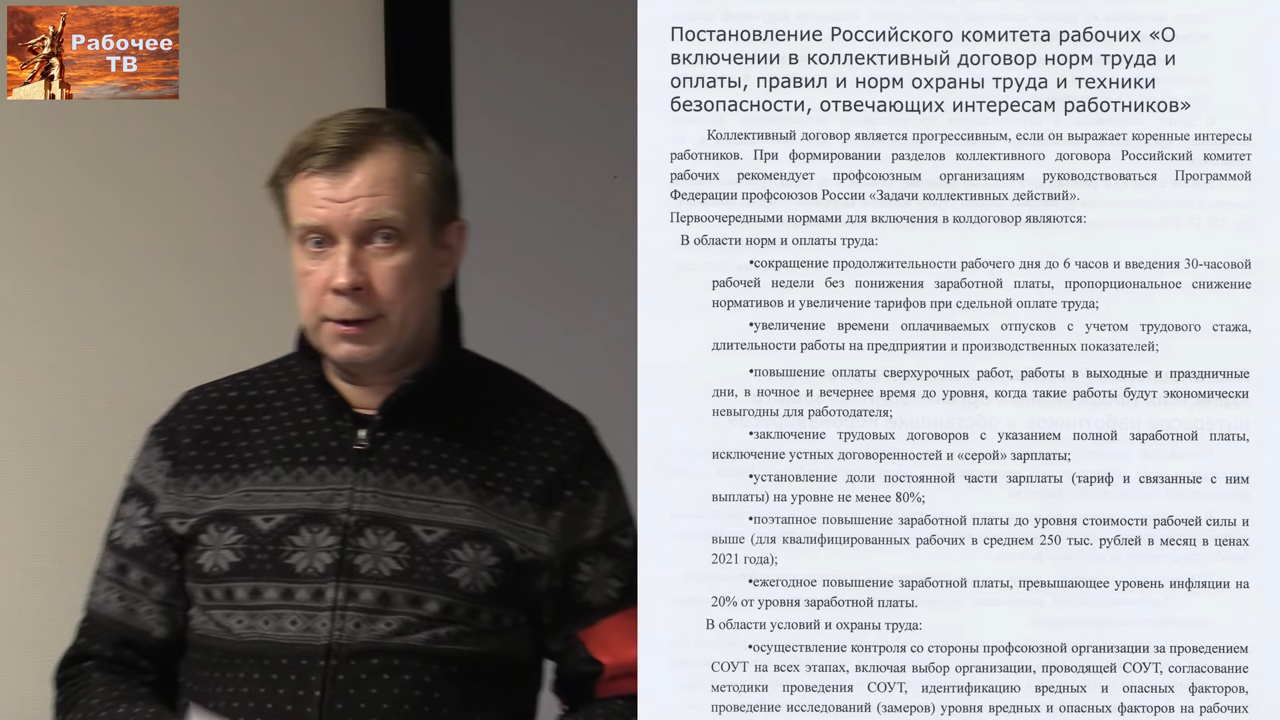 Рабочее
ТВ
Постановление Российского комитета рабочих «О
включении в коллективный договор норм труда и
оплаты, правил и норм охраны труда и техники
безопасности, отвечающих интересам работников»
Коллективный договор является прогрессивным, если он выражает коренные интересы
работников. При формировании разделов коллективного договора Российский комитет
рабочих рекомендует профсоюзным организациям руководствоваться Программой
Федерации профсоюзов России «Задачи коллективных действий».
Первоочередными нормами для включения в колдоговор являются:
В области норм и оплаты труда:
•сокращение продолжительности рабочего дня до 6 часов и введения 30-часовой
рабочей недели без понижения заработной платы, пропорциональное снижение
нормативов и увеличение тарифов при сдельной оплате труда;
•увеличение времени оплачиваемых отпусков с учетом трудового стажа,
длительности работы на предприятии и производственных показателей;
•повышение оплаты сверхурочных работ, работы в выходные и праздничные
дни, в ночное и вечернее время до уровня, когда такие работы будут экономически
невыгодны для работодателя;
•заключение трудовых договоров с указанием полной заработной платы,
исключение устных договоренностей и «серой» зарплаты;
•установление доли постоянной части зарплаты (тариф и связанные с ним
выплаты) на уровне не менее 80%;
•поэтапное повышение заработной платы до уровня стоимости рабочей силы и
выше (для квалифицированных рабочих в среднем 250 тыс. рублей в месяц в ценах
2021 года);
•ежегодное повышение заработной платы, превышающее уровень инфляции на
20% от уровня заработной платы.
В области условий и охраны труда:
•осуществление контроля со стороны профсоюзной организации за проведением
СОУТ на всех этапах, включая выбор организации, проводящей СОУТ, согласование
методики проведения СОУТ, идентификацию вредных и опасных факторов,
проведение исследований (замеров) уровня вредных и опасных факторов на рабочих